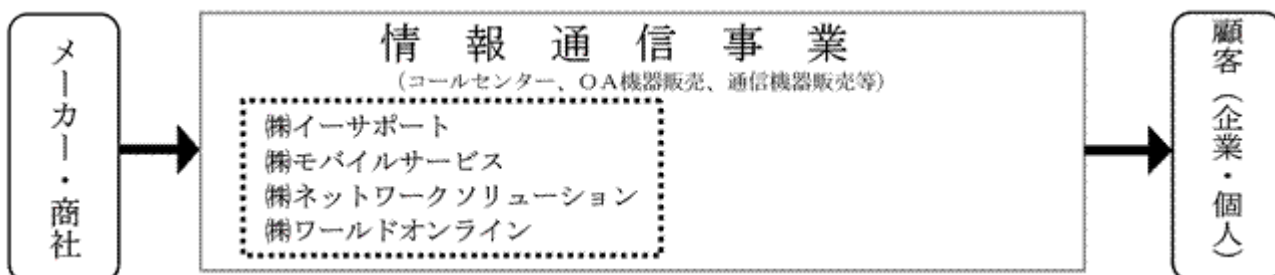 メーカー・商社
情報通信事業
（コールセンター、ＯＡ機器販売、通信機器販売等）
㈱イーサポート
㈱モバイルサービス
㈱ネットワークソリューション
㈱ワールドオンライン
顧客（企業・個人）